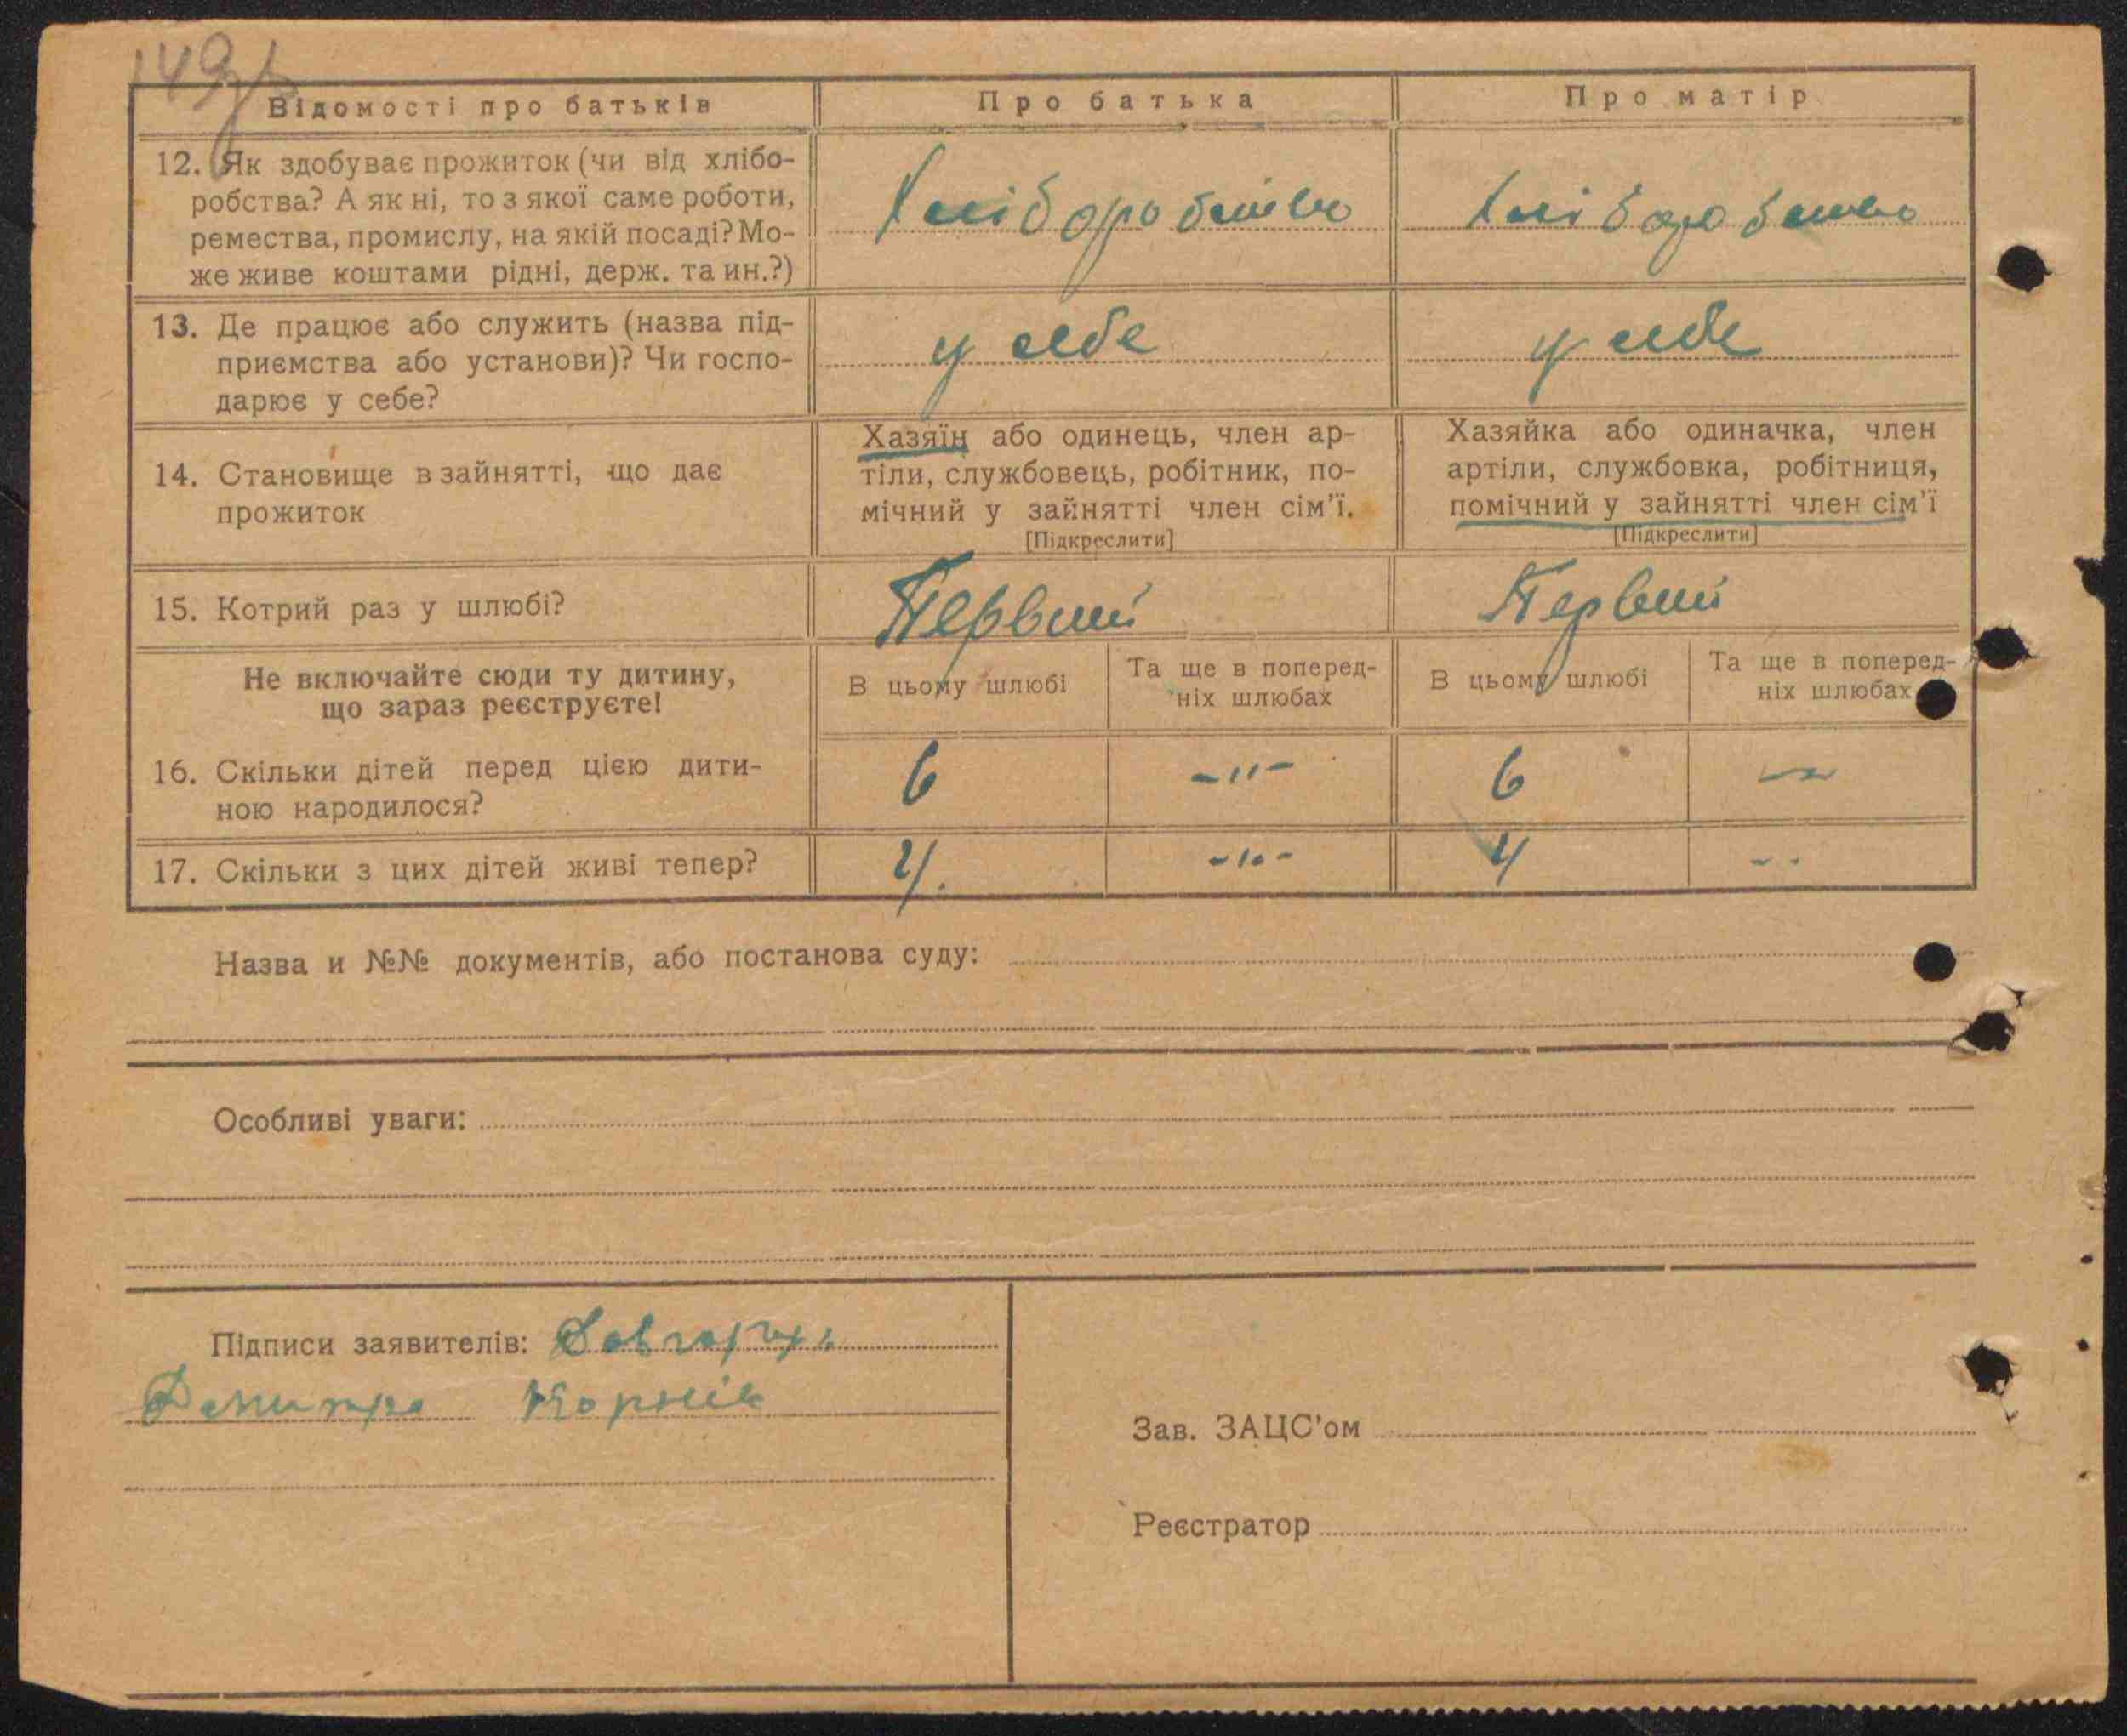 149зв
Відомості про батьків
Про батька
Про матір
12. Як здобуває прожиток (чи від хлібо-
робства? А як ні, то з якої саме роботи,
ремества, промислу, на якій посаді? Мо-
же живе коштами рідні, держ. та ин.?)
Хліборобство
Хліборобство
13. Де працює або служить (назва під-
приємства або установи)? Чи госпо-
дарює у себе?
у себе
у себе
14. Становище в зайнятті, що дає
прожиток
Хазяїн або одинець, член ар-
тіли, службовець, робітник, по-
мічний у зайнятті член сім'ї.
[Підкреслити]
Хазяйка або одиначка, член
артіли, службовка, робітниця,
помічний у зайнятті член сім'ї
[Підкреслити]
15. Котрий раз у шлюбі?
Первий
Первий
Не включайте сюди ту дитину,
що зараз реєструєте!
В цьому шлюбі
Та ще в поперед-
ніх шлюбах
В цьому шлюбі
Та ще в поперед-
ніх шлюбах
16. Скільки дітей перед цією дити-
ною народилося?
6
-"-
6
17. Скільки з цих дітей живі тепер?
4.
-"-
4
Назва и №№ документів, або постанова суду:
Особливі уваги:
Підписи заявителів:
Корній
Зав. ЗАЦС'ом
Реєстратор